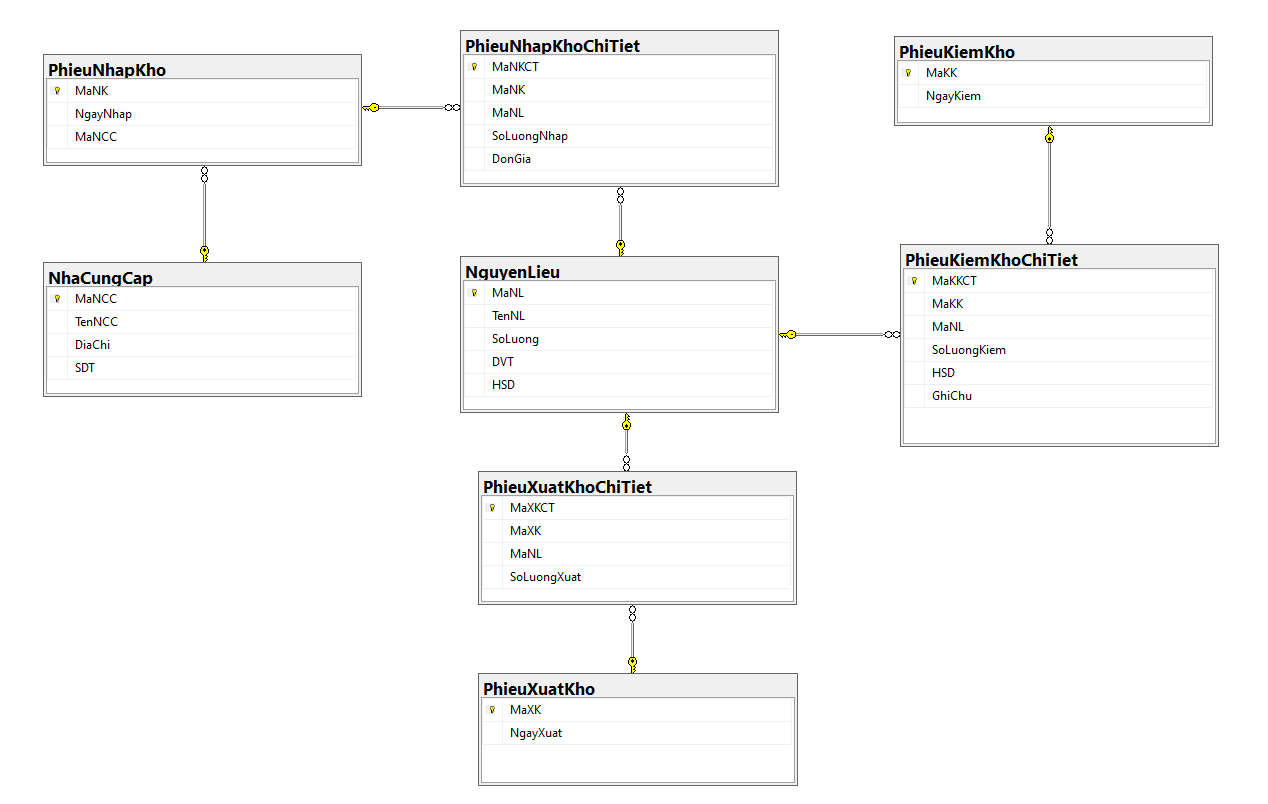 PhieuNhapKho
MaNK
NgayNhap
MaNCC
PhieuNhapKhoChiTiet
MaNKCT
MaNK
MaNL
SoLuongNhap
DonGia
PhieuKiemKho
MaKK
NgayKiem
NhaCungCap
MaNCC
TenNCC
DiaChi
SDT
NguyenLieu
MaNL
TenNL
SoLuong
DVT
HSD
PhieuKiemKhoChiTiet
MaKKCT
MaKK
MaNL
SoLuongKiem
HSD
GhiChu
PhieuXuatKhoChiTiet
MaXKCT
MaXK
MaNL
SoLuongXuat
PhieuXuatKho
MaXK
NgayXuat